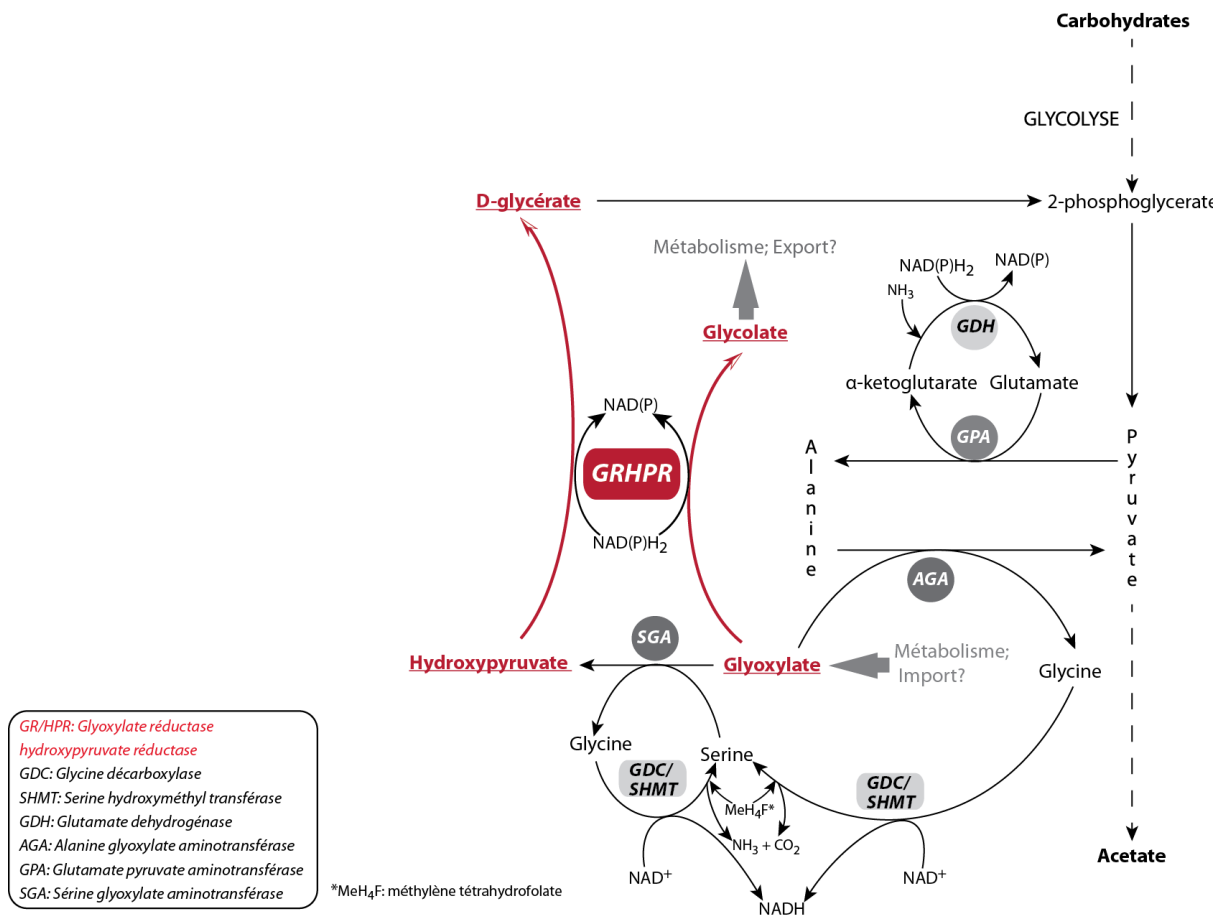 Carbohydrates
GLYCOLYSE
D-glycérate
2-phosphoglycerate
Métabolisme; Export?
NAD(P)H2
NAD(P)
NH3
GDH
Glycolate
α-ketoglutarate
Glutamate
NAD(P)
GPA
Alanine
Pyruvate
GRHPR
NAD(P)H2
AGA
SGA
Hydroxypyruvate
Glyoxylate
Métabolisme;
Import?
Glycine
Glycine
Serine
GDC/
SHMT
GDC/
SHMT
MeH4F*
NH3 + CO2
NAD+
NAD+
NADH
Acetate
GR/HPR: Glyoxylate réductase
hydroxypyruvate réductase
GDC: Glycine décarboxylase
SHMT: Serine hydroxyméthyl transférase
GDH: Glutamate dehydrogénase
AGA: Alanine glyoxylate aminotransférase
GPA: Glutamate pyruvate aminotransférase
SGA: Sérine glyoxylate aminotransférase
*MeH4F: méthylène tétrahydrofolate